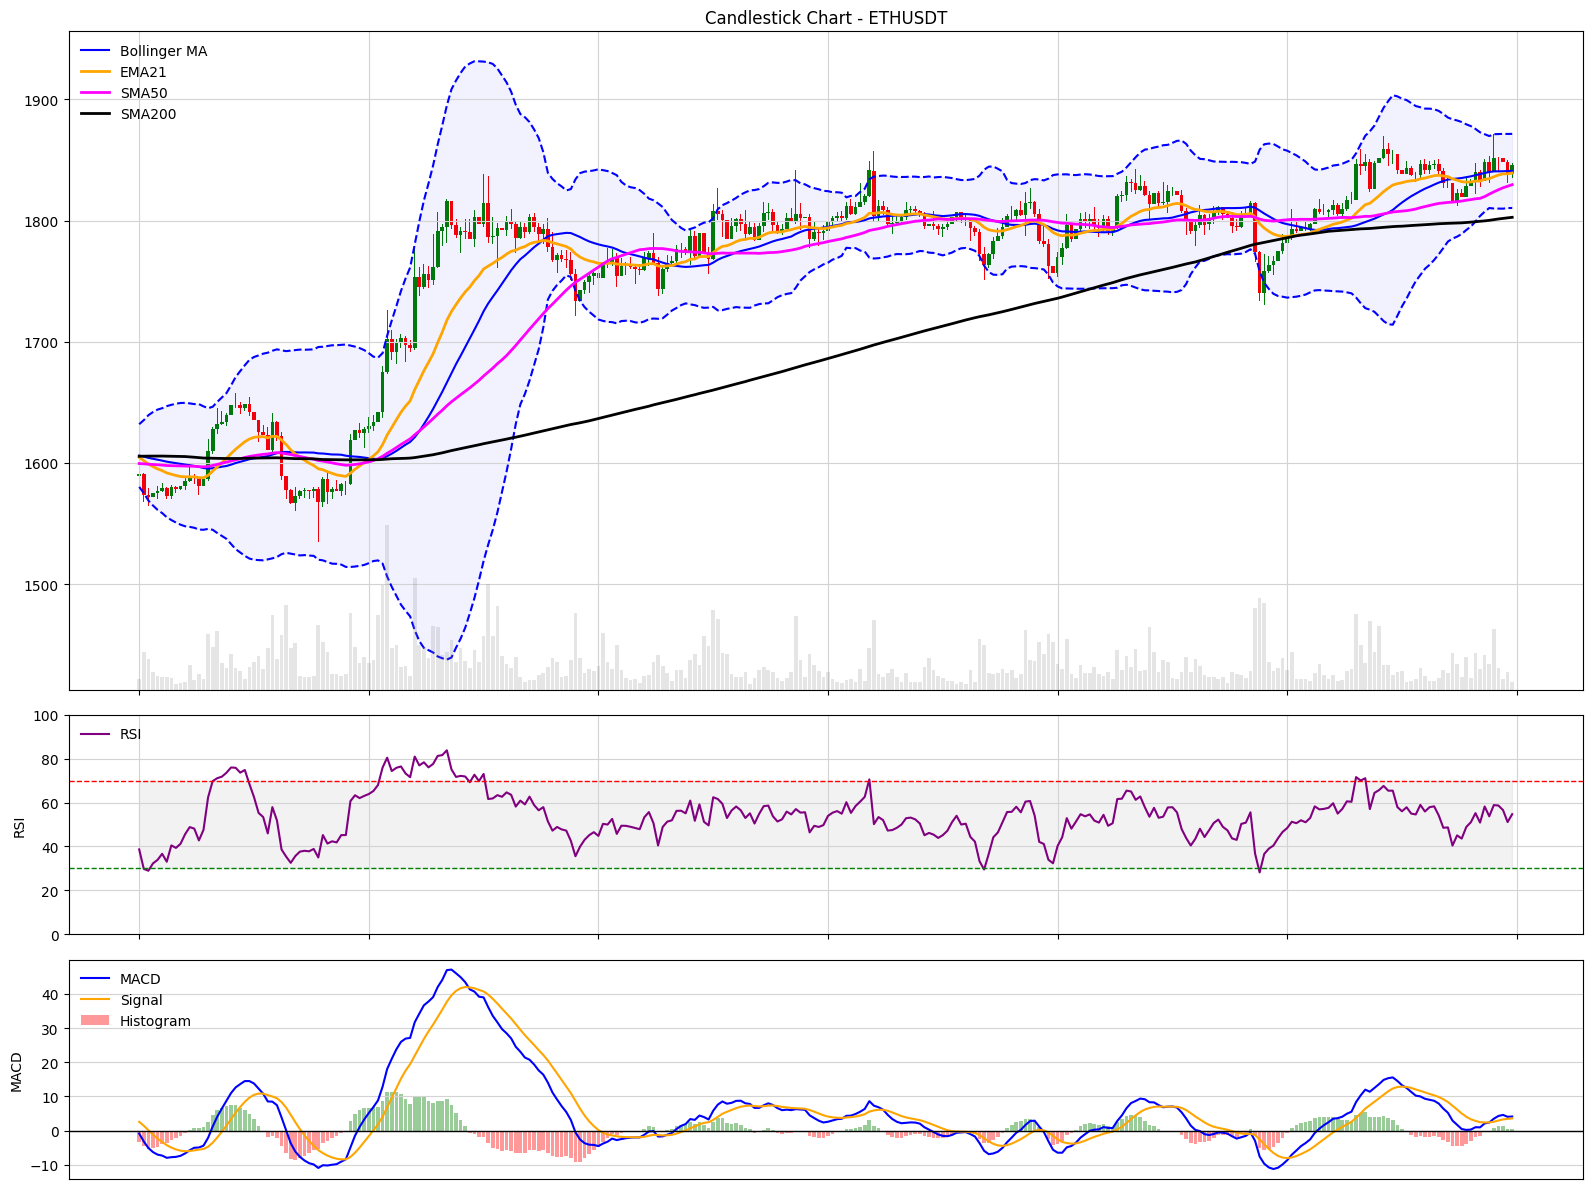 Candlestick Chart - ETHUSDT
Bollinger MA
EMA21
SMA50
SMA200
1900
1800
1700
1600
1500
RSI
RSI
100
80
60
40
20
0
MACD
Signal
Histogram
MACD
40
30
20
10
0
−10